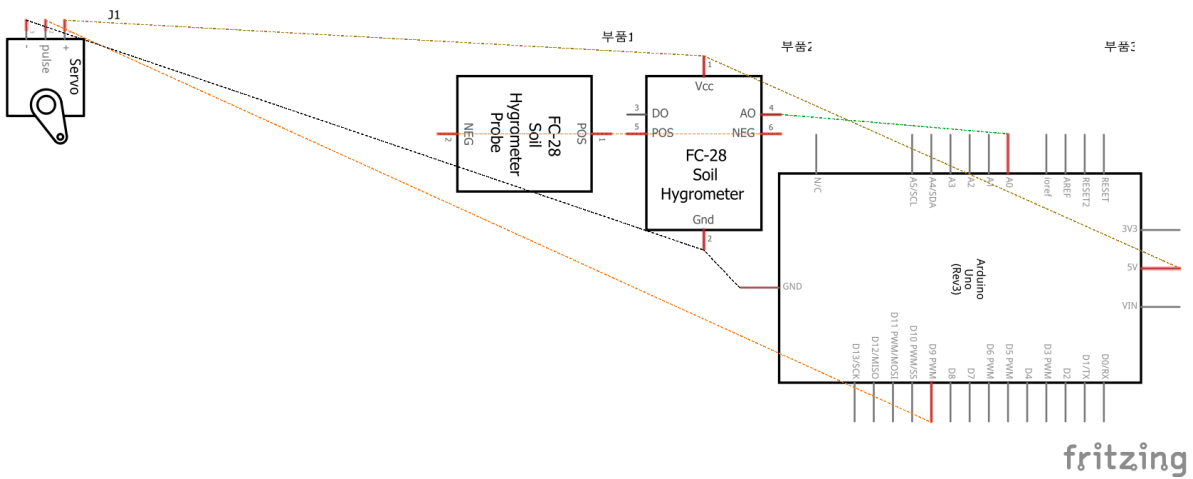 J1
부품1
부품2
부품3
-
pulse
+
1
Servo
1
Vcc
3
DO
AO
4
5
POS
NEG
6
FC-28
Soil
Hygrometer
Gnd
2
2
NEG
FC-28
Soil
Hygrometer
Probe
POS
1
N/C
A5/SCL
A4/SDA
A3
A2
A1
A0
ioref
AREF
RESET2
RESET
3V3
5V
VIN
GND
Arduino
Uno
(Rev3)
D13/SCK
D12/MISO
D11 PWM/MOSI
D10 PWM/SS
D9 PWM
D8
D7
D6 PWM
D5 PWM
D4
D3 PWM
D2
D1/TX
D0/RX
fritzing